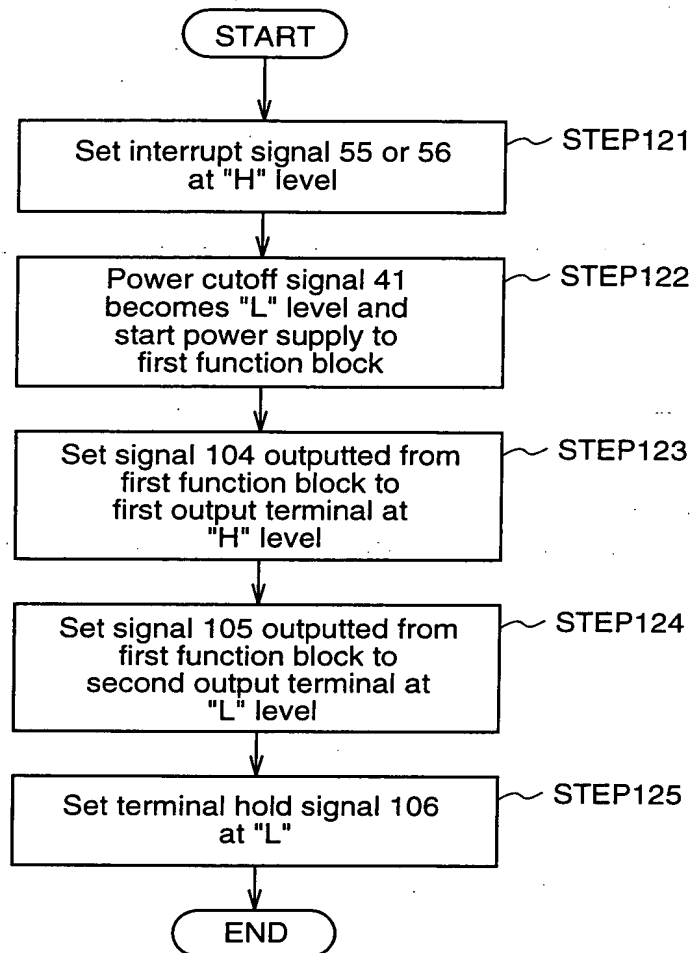 START
Set interrupt signal 55 or 56
at "H" level
STEP121
Power cutoff signal 41
becomes "L" level and
start power supply to
first function block
STEP122
Set signal 104 outputted from
first function block to
first output terminal at
"H" level
STEP123
Set signal 105 outputted from
first function block to
second output terminal at
"L" level
STEP124
Set terminal hold signal 106
at "L"
STEP125
END